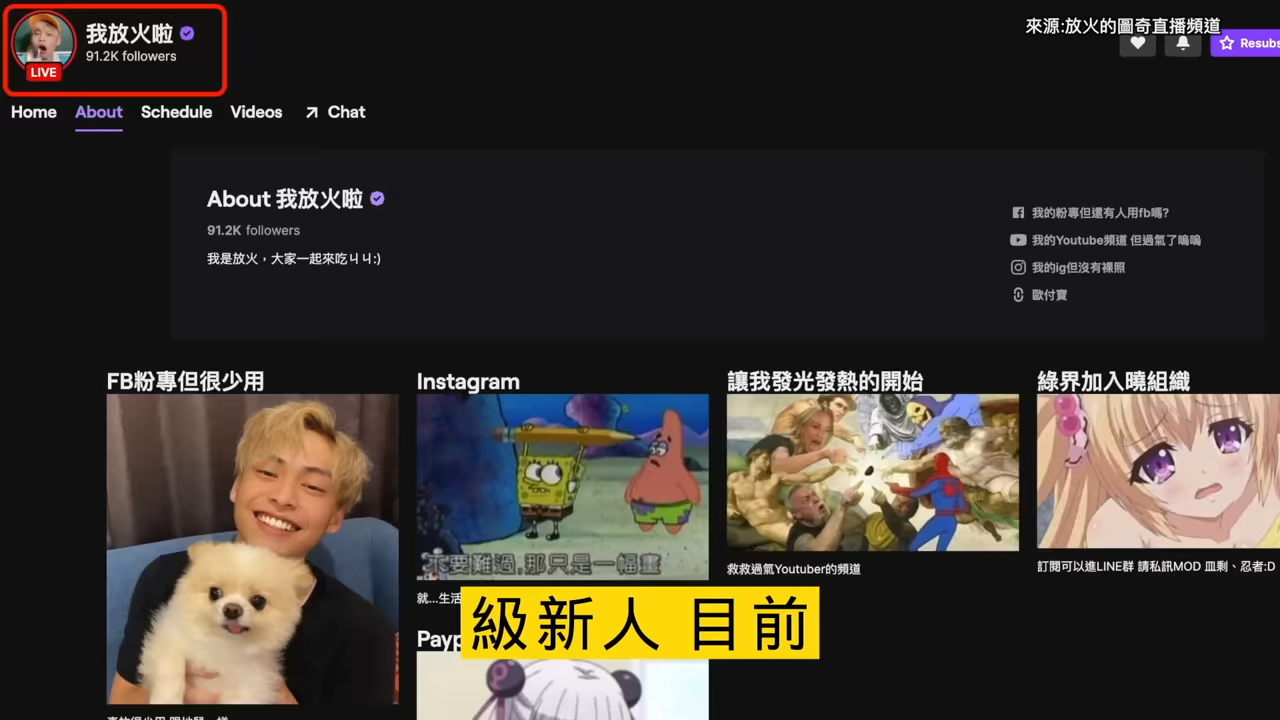 我放火啦
91.2K followers
LIVE
來源:放火的圖奇直播頻道
Resubs
Home About Schedule Videos Chat
About 我放火啦
91.2K followers
我是放火，大家一起來吃ㄐㄐ:)
我的粉專但還有人用fb嗎?
我的Youtube頻道 但過氣了嗚嗚
我的ig但沒有裸照
歐付寶
FB粉專但很少用
Instagram
讓我發光發熱的開始
綠界加入曉組織
不要難過,那只是一幅畫
救救過氣Youtuber的頻道
訂閱可以進LINE群 請私訊MOD 皿剩、忍者:D
就...生活
級新人 目前
Payp